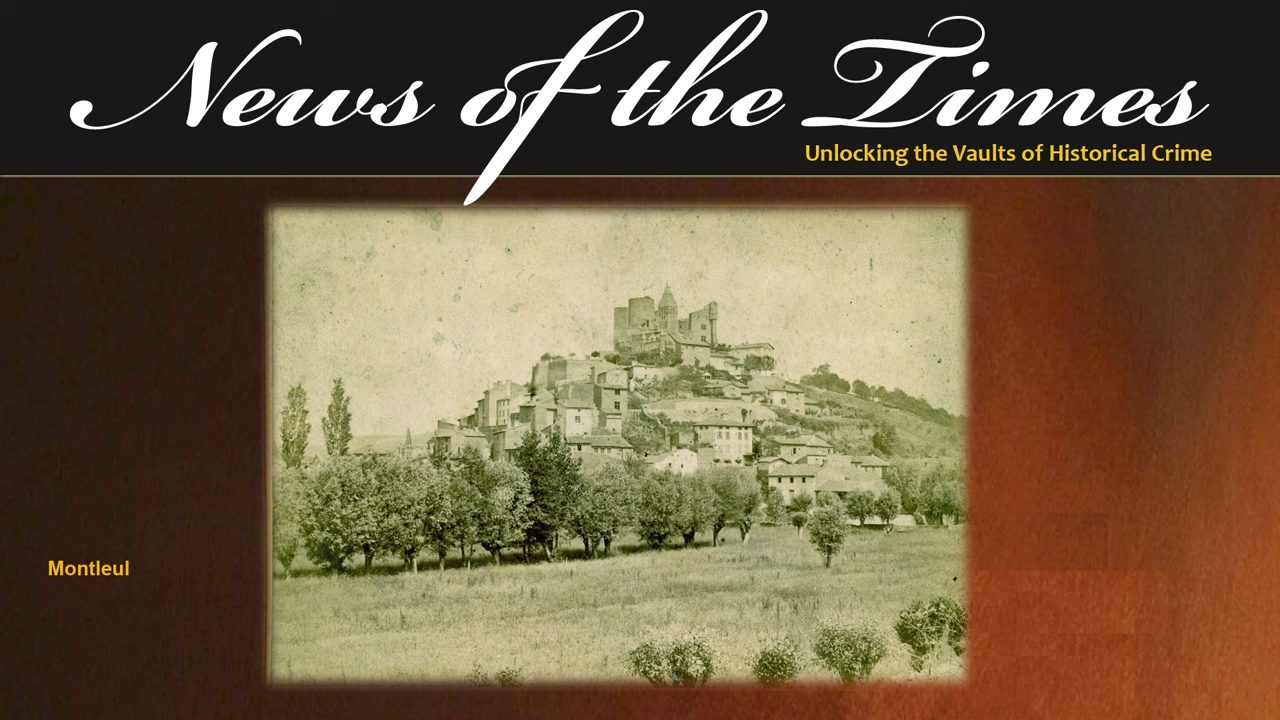 News of the Times
Unlocking the Vaults of Historical Crime
Montleul